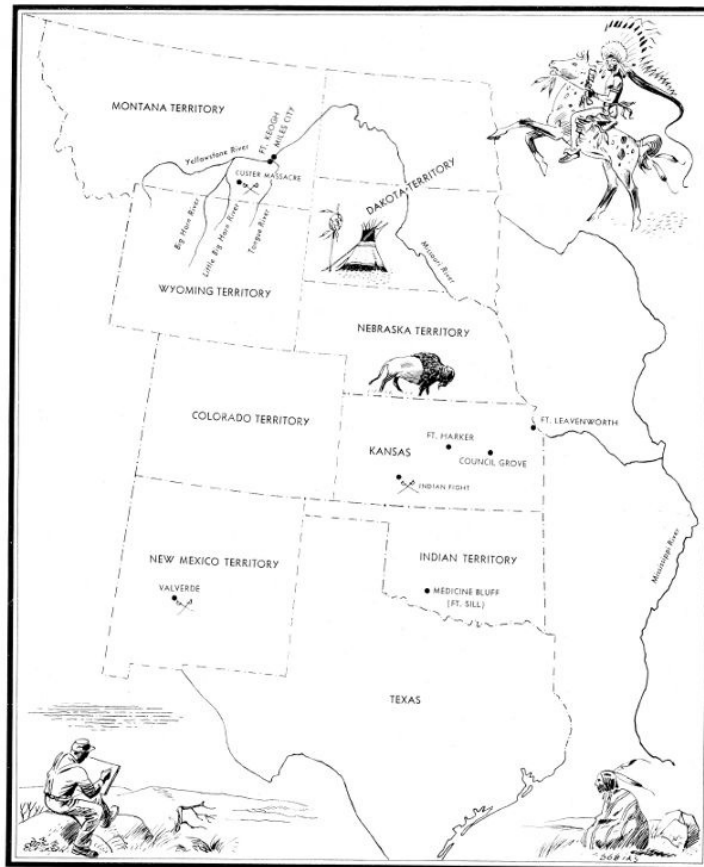 MONTANA TERRITORY
FT. KEOGH
MILES CITY
Yellowstone River
CUSTER MASSACRE
Big Horn River
Little Big Horn River
Tongue River
DAKOTA TERRITORY
Missouri River
WYOMING TERRITORY
NEBRASKA TERRITORY
COLORADO TERRITORY
FT. LEAVENWORTH
FT. HARKER
KANSAS
COUNCIL GROVE
INDIAN FIGHT
Mississippi River
NEW MEXICO TERRITORY
INDIAN TERRITORY
VALVERDE
MEDICINE BLUFF
(FT. SILL)
TEXAS